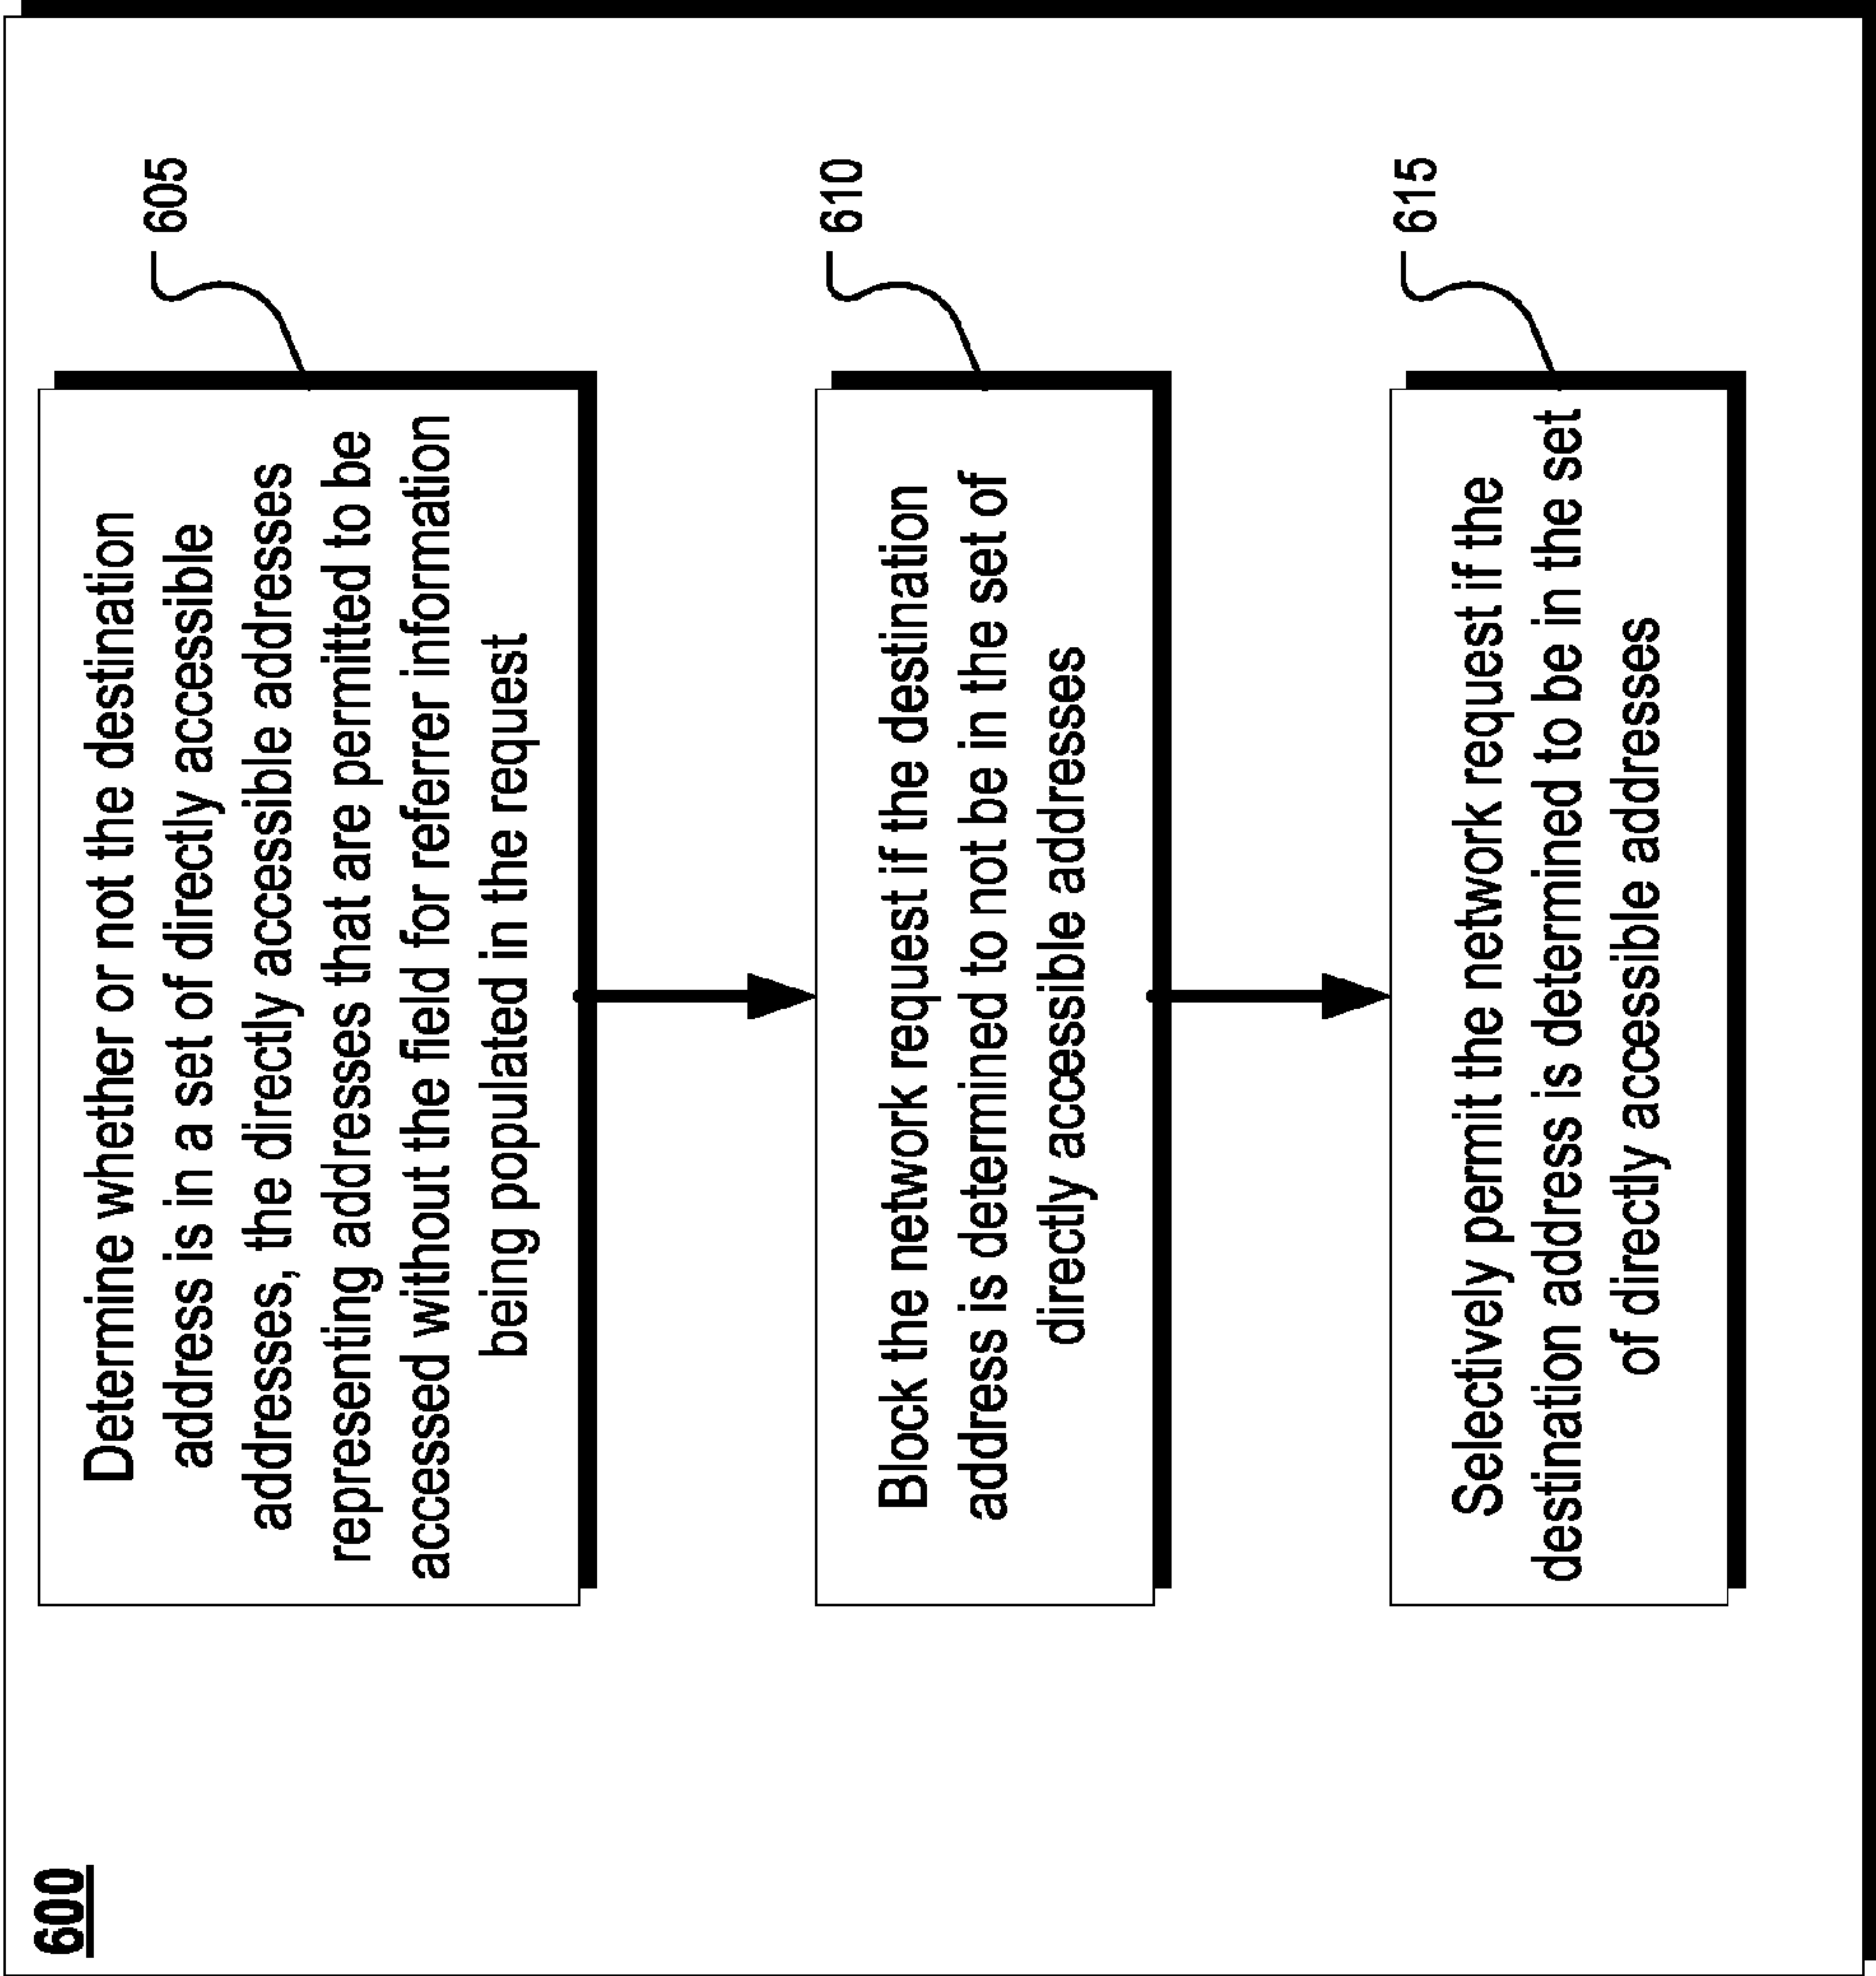 600
Determine whether or not the destination
address is in a set of directly accessible
addresses, the directly accessible addresses
representing addresses that are permitted to be
accessed without the field for referrer information
being populated in the request
605
Block the network request if the destination
address is determined to not be in the set of
directly accessible addresses
610
Selectively permit the network request if the
destination address is determined to be in the set
of directly accessible addresses
615